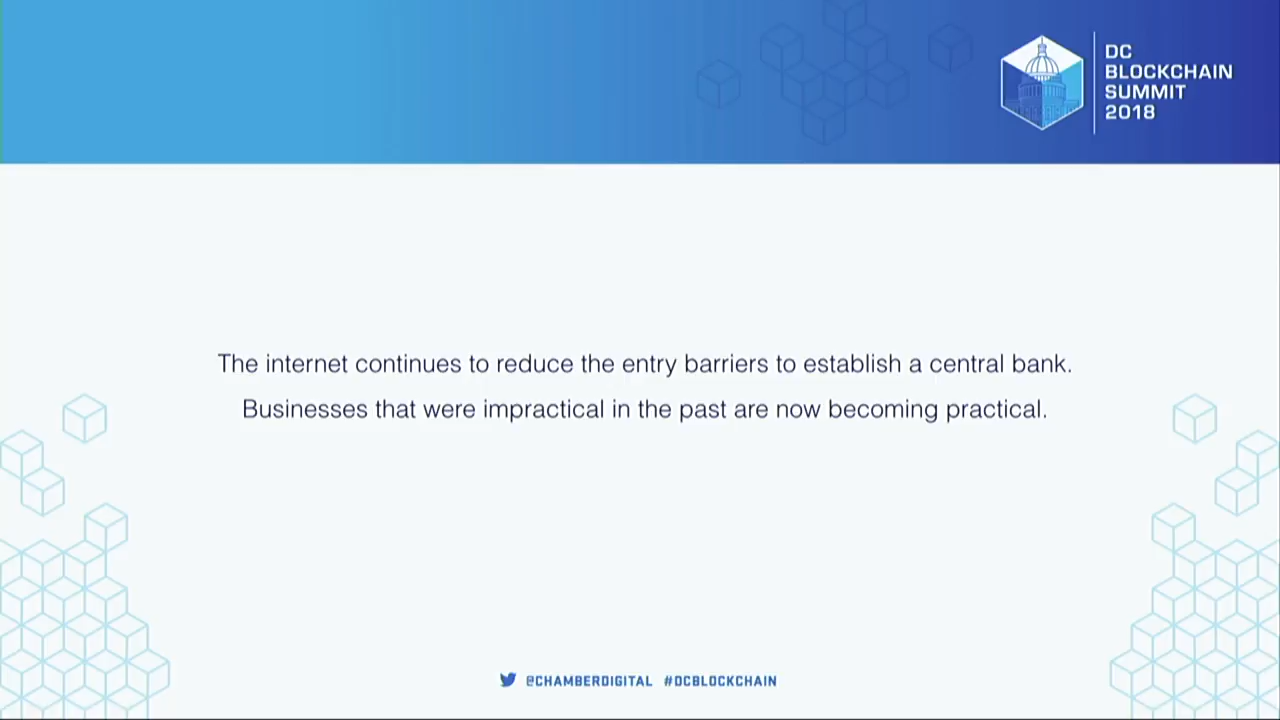 DC
BLOCKCHAIN
SUMMIT
2018
The internet continues to reduce the entry barriers to establish a central bank.
Businesses that were impractical in the past are now becoming practical.
@CHAMBERDIGITAL #DCBLOCKCHAIN